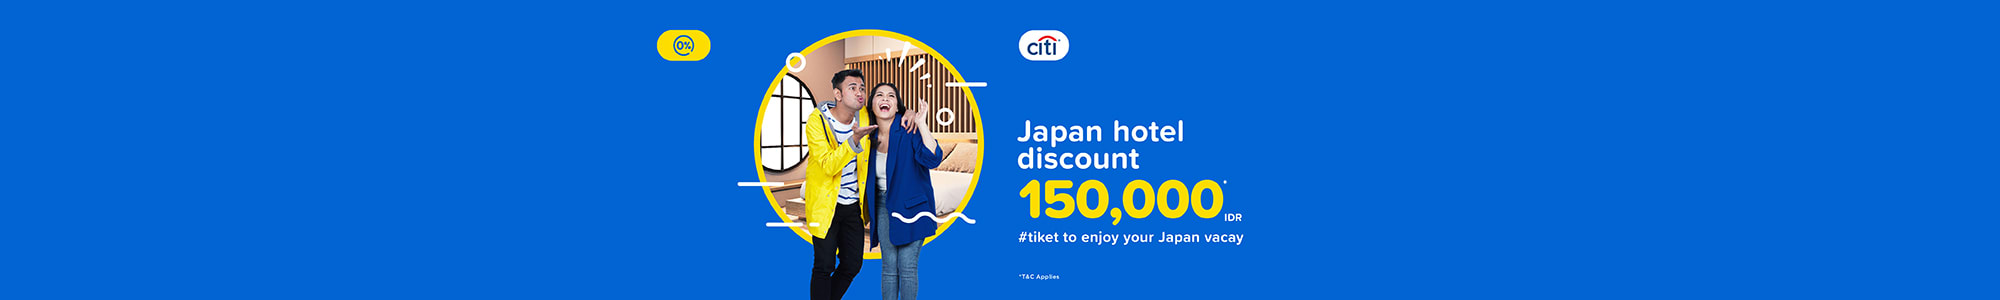 0%
citi
Japan hotel
discount
150,000*
IDR
#tiket to enjoy your Japan vacay
*T&C Applies